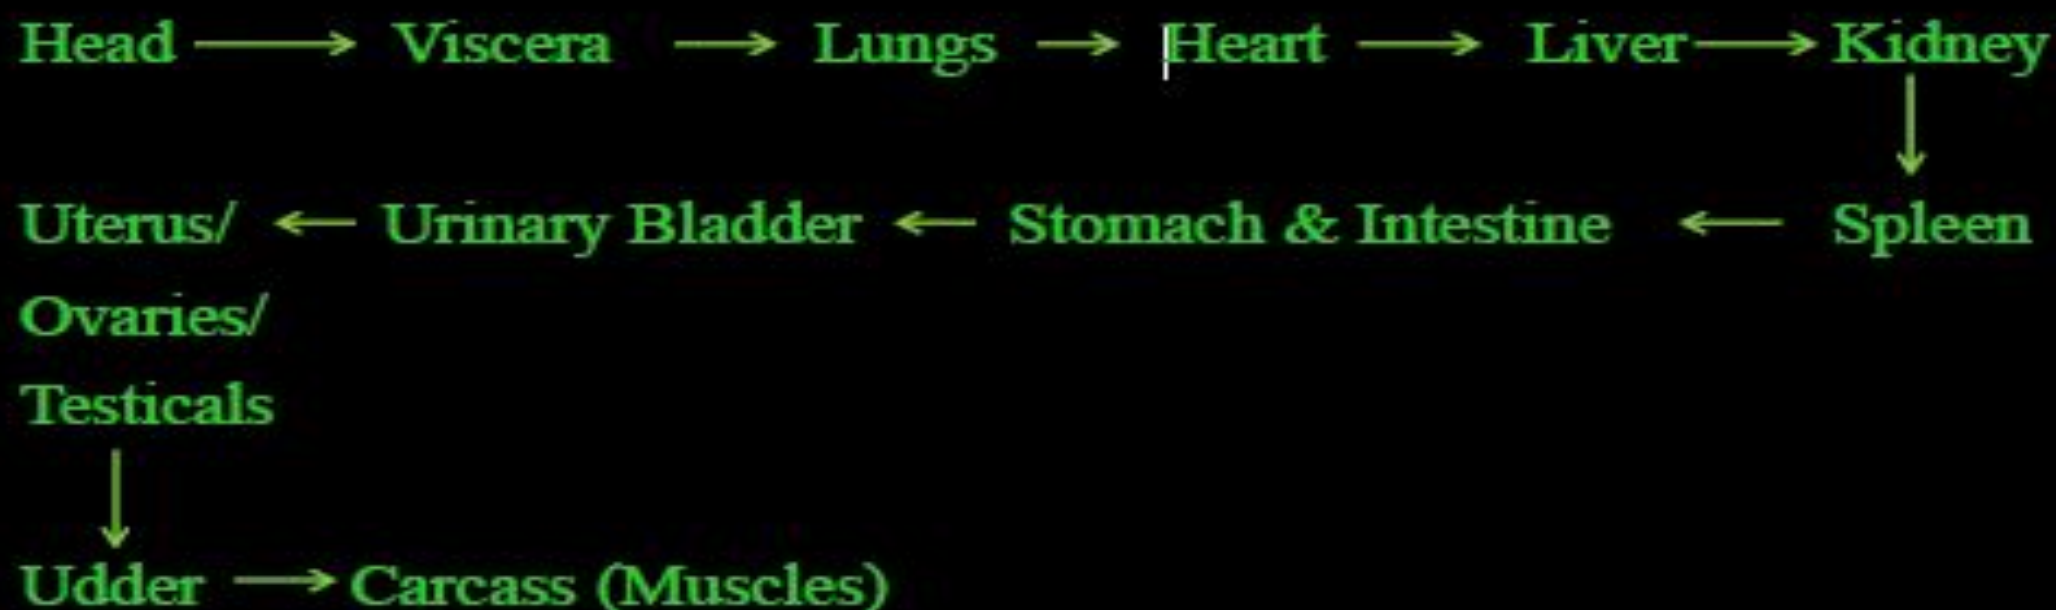 Head → Viscera → Lungs → Heart → Liver → Kidney
Uterus/ ← Urinary Bladder ← Stomach & Intestine ← Spleen
Ovaries/
Testicals
Udder → Carcass (Muscles)